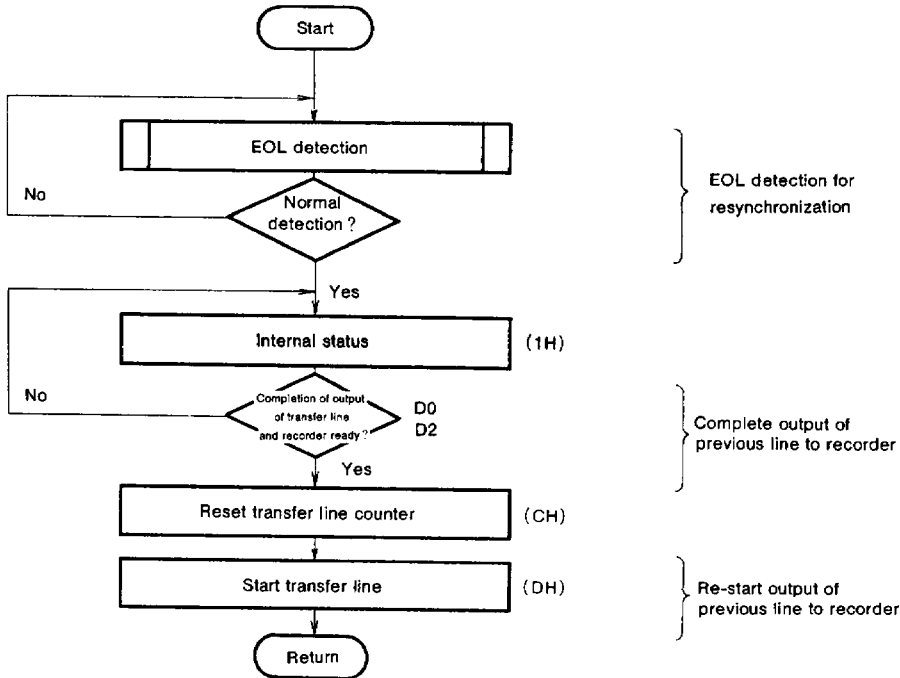 Start
EOL detection
No
Normal
detection ?
EOL detection for
resynchronization
Yes
Internal status
(1H)
No
Completion of output
of transfer line
and recorder ready ?
D0
D2
Complete output of
previous line to recorder
Yes
Reset transfer line counter
(CH)
Start transfer line
(DH)
Re-start output of
previous line to recorder
Return